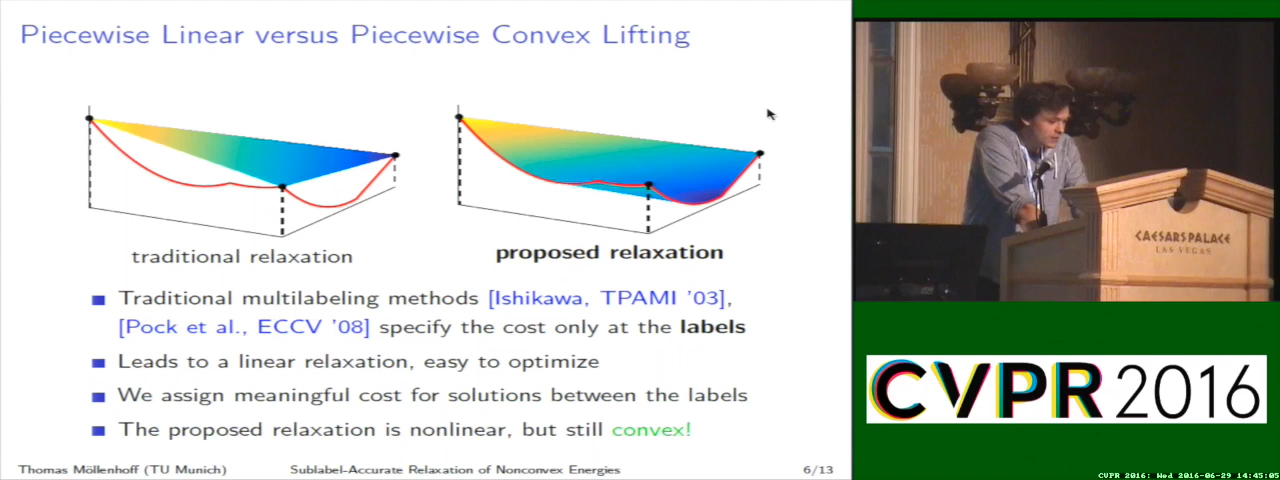 Piecewise Linear versus Piecewise Convex Lifting
traditional relaxation
proposed relaxation
Traditional multilabeling methods [Ishikawa, TPAMI '03],
[Pock et al., ECCV '08] specify the cost only at the labels
Leads to a linear relaxation, easy to optimize
We assign meaningful cost for solutions between the labels
The proposed relaxation is nonlinear, but still convex!
Thomas Möllenhoff (TU Munich)
Sublabel-Accurate Relaxation of Nonconvex Energies
6/13
CAESARS PALACE
LAS VEGAS
CVPR 2016
CVPR 2016: Wed 2016-06-29 14:45:05